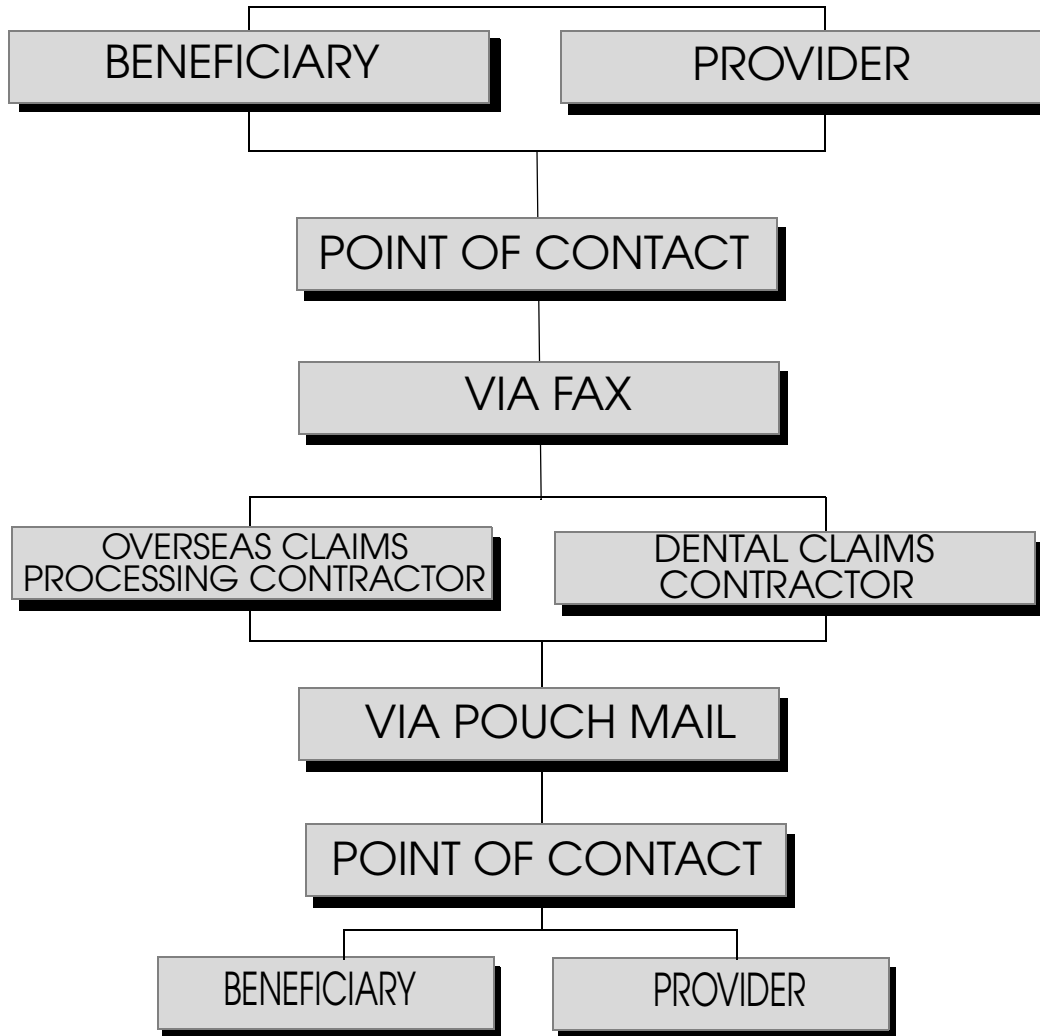 BENEFICIARY
PROVIDER
POINT OF CONTACT
VIA FAX
OVERSEAS CLAIMS
PROCESSING CONTRACTOR
DENTAL CLAIMS
CONTRACTOR
VIA POUCH MAIL
POINT OF CONTACT
BENEFICIARY
PROVIDER